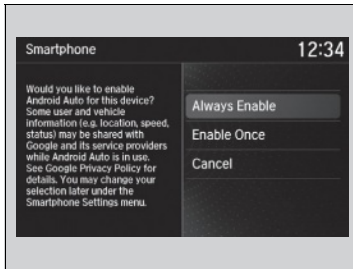 Smartphone
12:34
Would you like to enable
Android Auto for this device?
Some user and vehicle
information (e.g. location, speed,
status) may be shared with
Google and its service providers
while Android Auto is in use.
See Google Privacy Policy for
details. You may change your
selection later under the
Smartphone Settings menu.
Always Enable
Enable Once
Cancel